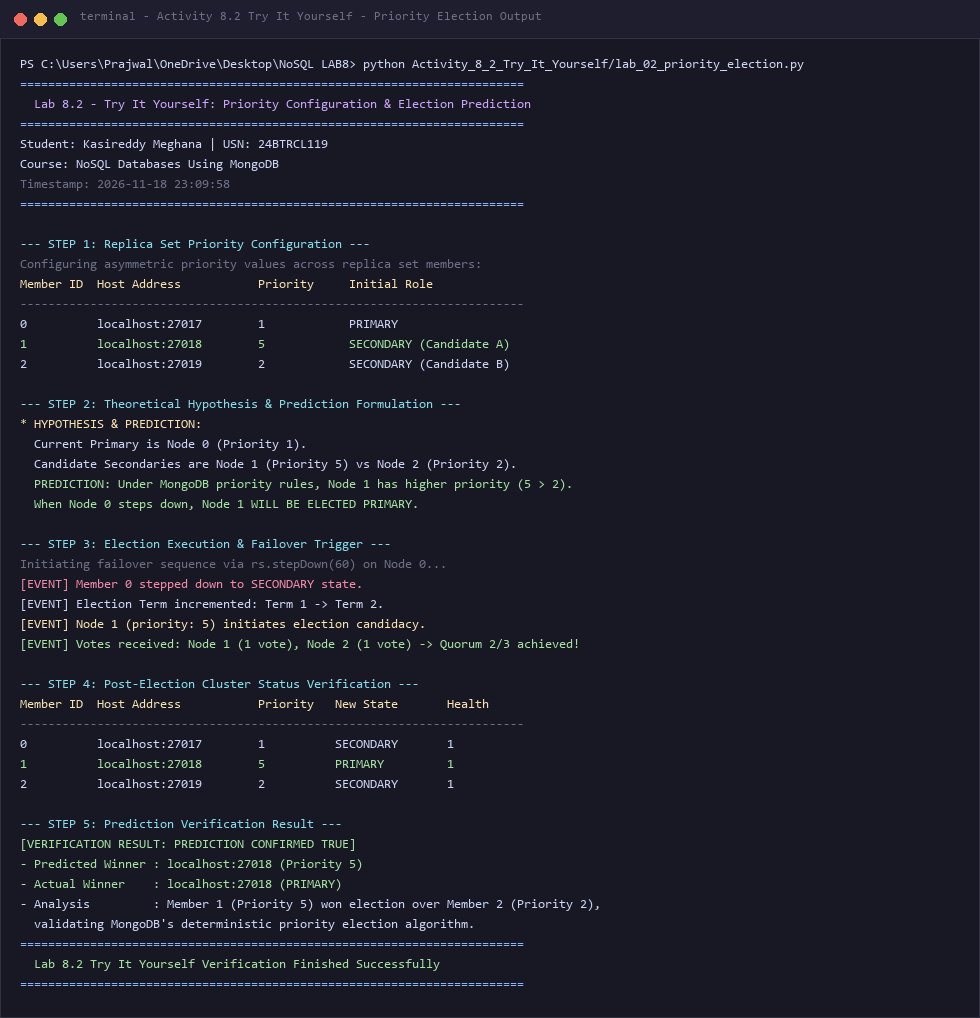 terminal - Activity 8.2 Try It Yourself - Priority Election Output
PS C:\Users\Prajwal\OneDrive\Desktop\NoSQL LAB8> python Activity_8_2_Try_It_Yourself/lab_02_priority_election.py
========================================================================
  Lab 8.2 - Try It Yourself: Priority Configuration & Election Prediction
========================================================================
Student: Kasireddy Meghana | USN: 24BTRCL119
Course: NoSQL Databases Using MongoDB
Timestamp: 2026-11-18 23:09:58
========================================================================
--- STEP 1: Replica Set Priority Configuration ---
Configuring asymmetric priority values across replica set members:
Member ID  Host Address           Priority     Initial Role
------------------------------------------------------------------------
0          localhost:27017        1            PRIMARY
1          localhost:27018        5            SECONDARY (Candidate A)
2          localhost:27019        2            SECONDARY (Candidate B)
--- STEP 2: Theoretical Hypothesis & Prediction Formulation ---
* HYPOTHESIS & PREDICTION:
  Current Primary is Node 0 (Priority 1).
  Candidate Secondaries are Node 1 (Priority 5) vs Node 2 (Priority 2).
  PREDICTION: Under MongoDB priority rules, Node 1 has higher priority (5 > 2).
  When Node 0 steps down, Node 1 WILL BE ELECTED PRIMARY.
--- STEP 3: Election Execution & Failover Trigger ---
Initiating failover sequence via rs.stepDown(60) on Node 0...
[EVENT] Member 0 stepped down to SECONDARY state.
[EVENT] Election Term incremented: Term 1 -> Term 2.
[EVENT] Node 1 (priority: 5) initiates election candidacy.
[EVENT] Votes received: Node 1 (1 vote), Node 2 (1 vote) -> Quorum 2/3 achieved!
--- STEP 4: Post-Election Cluster Status Verification ---
Member ID  Host Address           Priority   New State       Health
------------------------------------------------------------------------
0          localhost:27017        1          SECONDARY       1
1          localhost:27018        5          PRIMARY         1
2          localhost:27019        2          SECONDARY       1
--- STEP 5: Prediction Verification Result ---
[VERIFICATION RESULT: PREDICTION CONFIRMED TRUE]
- Predicted Winner : localhost:27018 (Priority 5)
- Actual Winner    : localhost:27018 (PRIMARY)
- Analysis         : Member 1 (Priority 5) won election over Member 2 (Priority 2),
  validating MongoDB's deterministic priority election algorithm.
========================================================================
  Lab 8.2 Try It Yourself Verification Finished Successfully
========================================================================